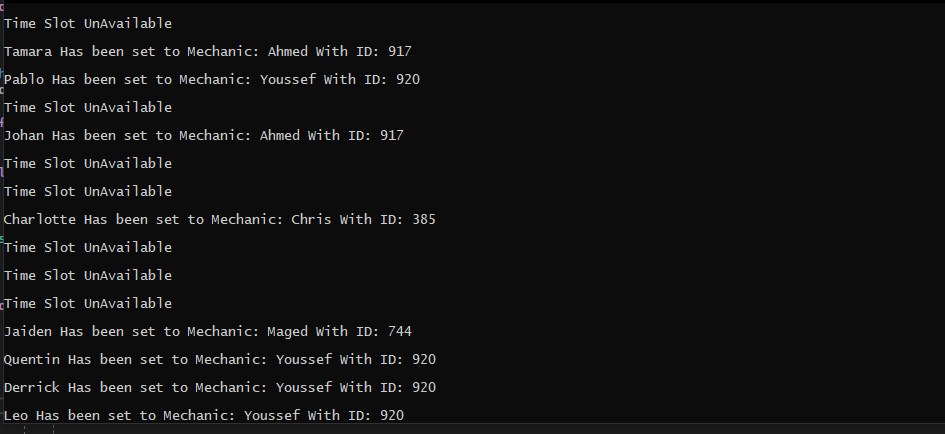 Time Slot UnAvailable
Tamara Has been set to Mechanic: Ahmed With ID: 917
Pablo Has been set to Mechanic: Youssef With ID: 920
Time Slot UnAvailable
Johan Has been set to Mechanic: Ahmed With ID: 917
Time Slot UnAvailable
Time Slot UnAvailable
Charlotte Has been set to Mechanic: Chris With ID: 385
Time Slot UnAvailable
Time Slot UnAvailable
Time Slot UnAvailable
Jaiden Has been set to Mechanic: Maged With ID: 744
Quentin Has been set to Mechanic: Youssef With ID: 920
Derrick Has been set to Mechanic: Youssef With ID: 920
Leo Has been set to Mechanic: Youssef With ID: 920